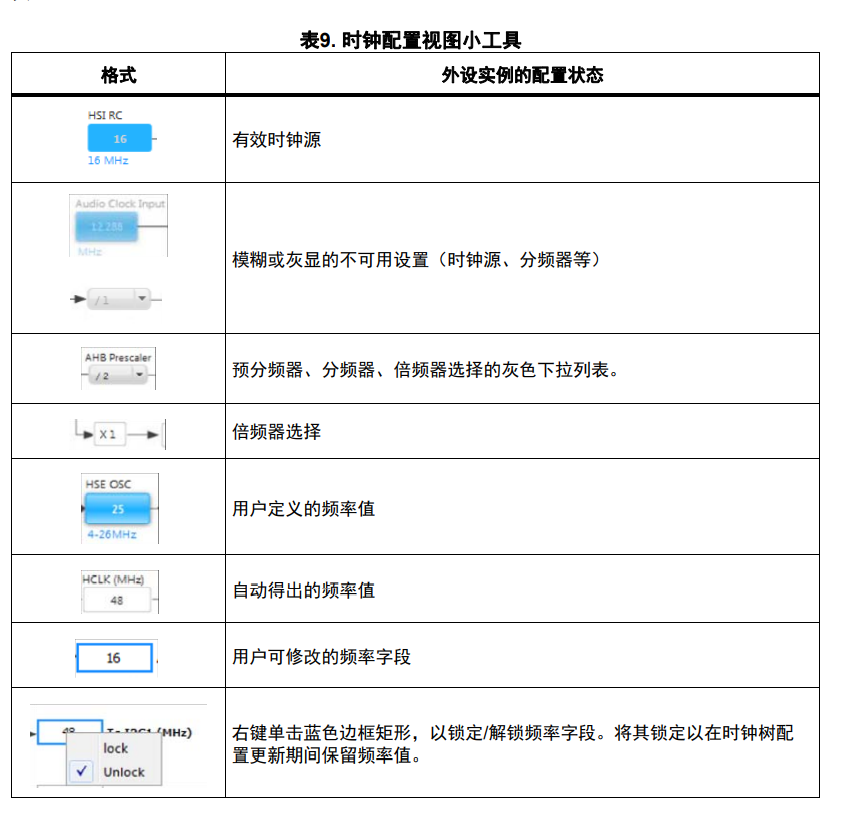 表9. 时钟配置视图小工具
格式
外设实例的配置状态
HSI RC
16
16 MHz
有效时钟源
Audio Clock Input
12.288
MHz
/ 1
模糊或灰显的不可用设置（时钟源、分频器等）
AHB Prescaler
/ 2
预分频器、分频器、倍频器选择的灰色下拉列表。
X 1
倍频器选择
HSE OSC
25
4-26MHz
用户定义的频率值
HCLK (MHz)
48
自动得出的频率值
16
用户可修改的频率字段
48
To I2C1 (MHz)
lock
Unlock
右键单击蓝色边框矩形，以锁定/解锁频率字段。将其锁定以在时钟树配
置更新期间保留频率值。